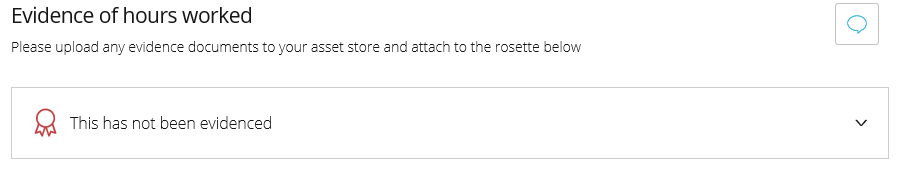 Evidence of hours worked
Please upload any evidence documents to your asset store and attach to the rosette below
This has not been evidenced